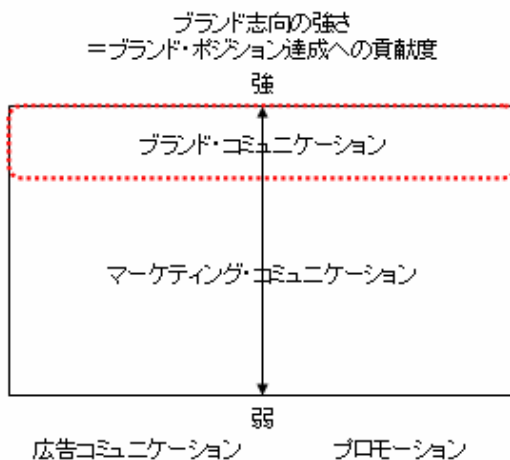 ブランド志向の強さ
＝ブランド・ポジション達成への貢献度
強
ブランド・コミュニケーション
マーケティング・コミュニケーション
弱
広告コミュニケーション　　プロモーション